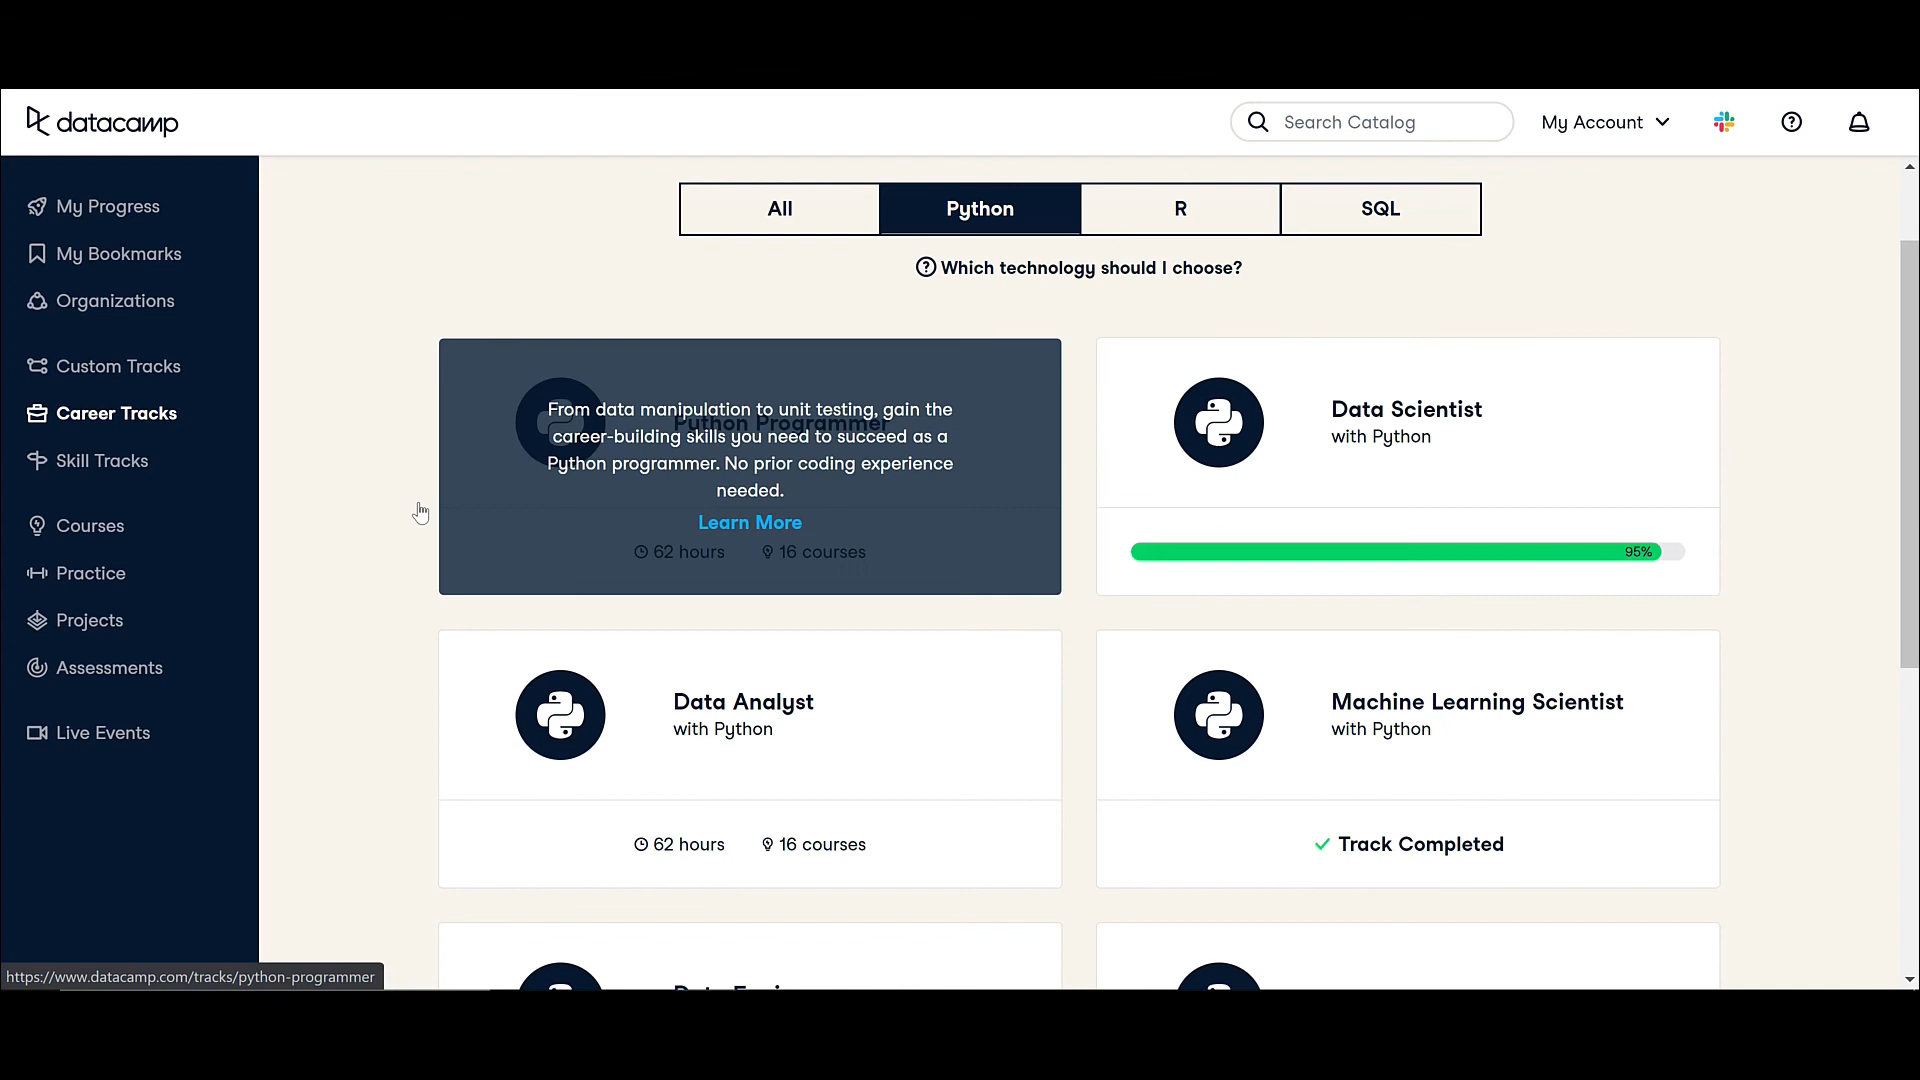 datacamp
Search Catalog
My Account
My Progress
My Bookmarks
Organizations
Custom Tracks
Career Tracks
Skill Tracks
Courses
Practice
Projects
Assessments
Live Events
All
Python
R
SQL
Which technology should I choose?
Python Programmer
From data manipulation to unit testing, gain the
career-building skills you need to succeed as a
Python programmer. No prior coding experience
needed.
Learn More
62 hours 16 courses
Data Scientist
with Python
95%
Data Analyst
with Python
62 hours 16 courses
Machine Learning Scientist
with Python
Track Completed
https://www.datacamp.com/tracks/python-programmer